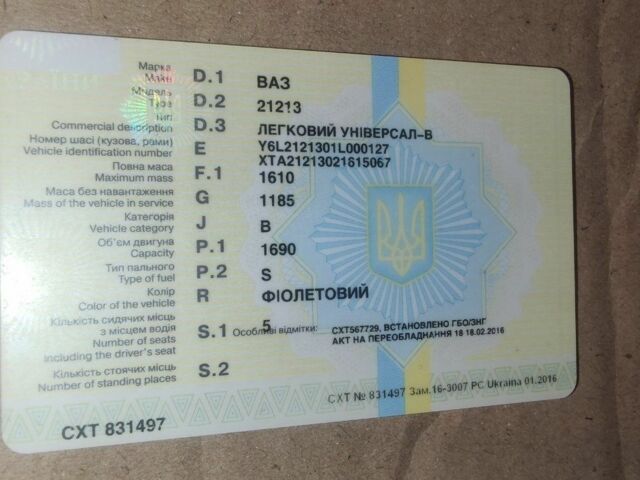 Марка
Make D.1 ВАЗ
Модель
Type D.2 21213
Тип
Commercial description D.3 ЛЕГКОВИЙ УНІВЕРСАЛ-В
Номер шасі (кузова, рами) E Y6L2121301L000127
Vehicle identification number XTA21213021615067
Повна маса
Maximum mass F.1 1610
Маса без навантаження
Mass of the vehicle in service G 1185
Категорія
Vehicle category J B
Об'єм двигуна
Capacity P.1 1690
Тип пального
Type of fuel P.2 S
Колір
Color of the vehicle R ФІОЛЕТОВИЙ
Кількість сидячих місць
з місцем водія
Number of seats S.1 5 Особливі відмітки: СХТ567729, ВСТАНОВЛЕНО ГБО/ЗНГ
including the driver's seat АКТ НА ПЕРЕОБЛАДНАННЯ 18 18.02.2016
Кількість стоячих місць
Number of standing places S.2
СХТ № 831497 Зам.16-3007 РС Ukraina 01.2016
СХТ 831497